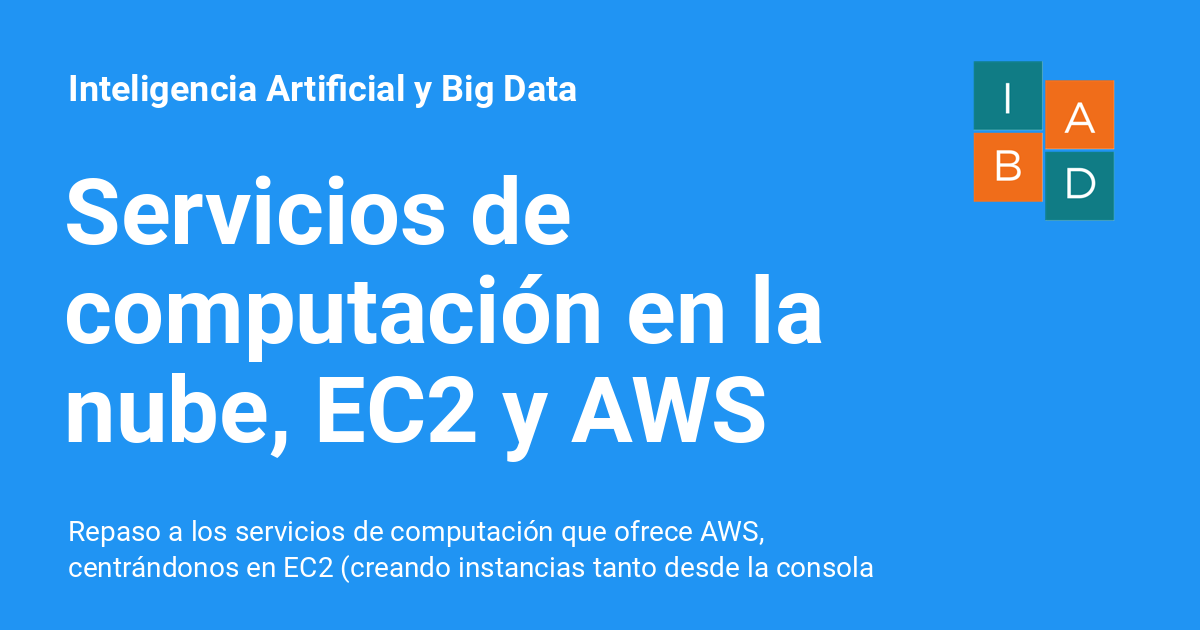 Inteligencia Artificial y Big Data
I
A
B
D
Servicios de
computación en la
nube, EC2 y AWS
Repaso a los servicios de computación que ofrece AWS,
centrándonos en EC2 (creando instancias tanto desde la consola